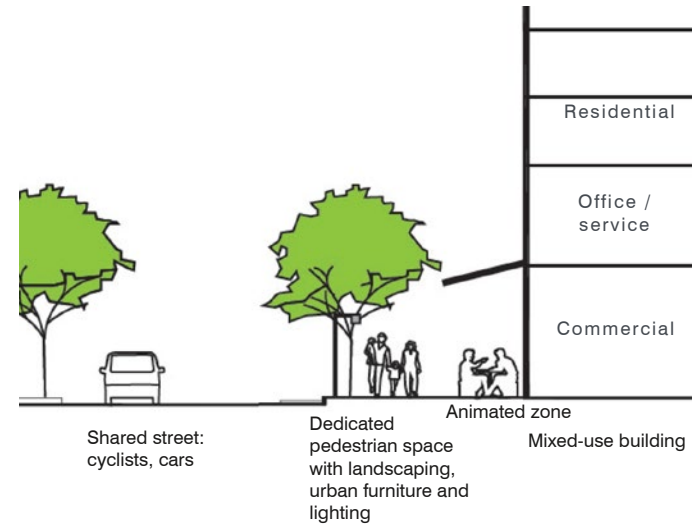 Residential
Office /
service
Commercial
Animated zone
Mixed-use building
Dedicated
pedestrian space
with landscaping,
urban furniture and
lighting
Shared street:
cyclists, cars